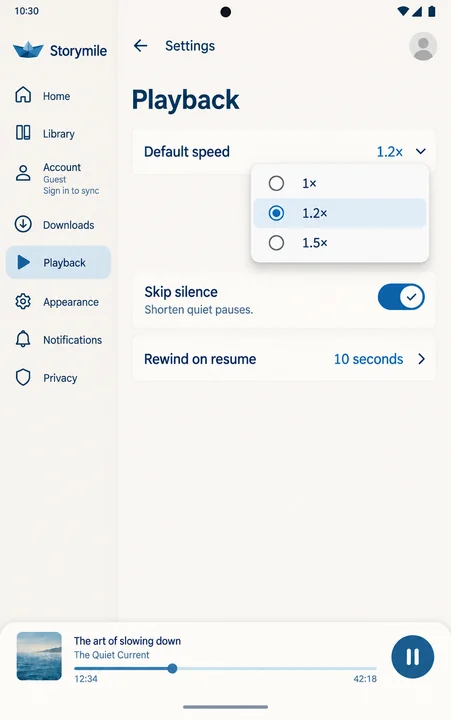 10:30
Storymile
Settings
Home
Library
Account
Guest
Sign in to sync
Downloads
Playback
Appearance
Notifications
Privacy
Playback
Default speed 1.2×
1×
1.2×
1.5×
Skip silence
Shorten quiet pauses.
Rewind on resume 10 seconds
The art of slowing down
The Quiet Current
12:34 42:18